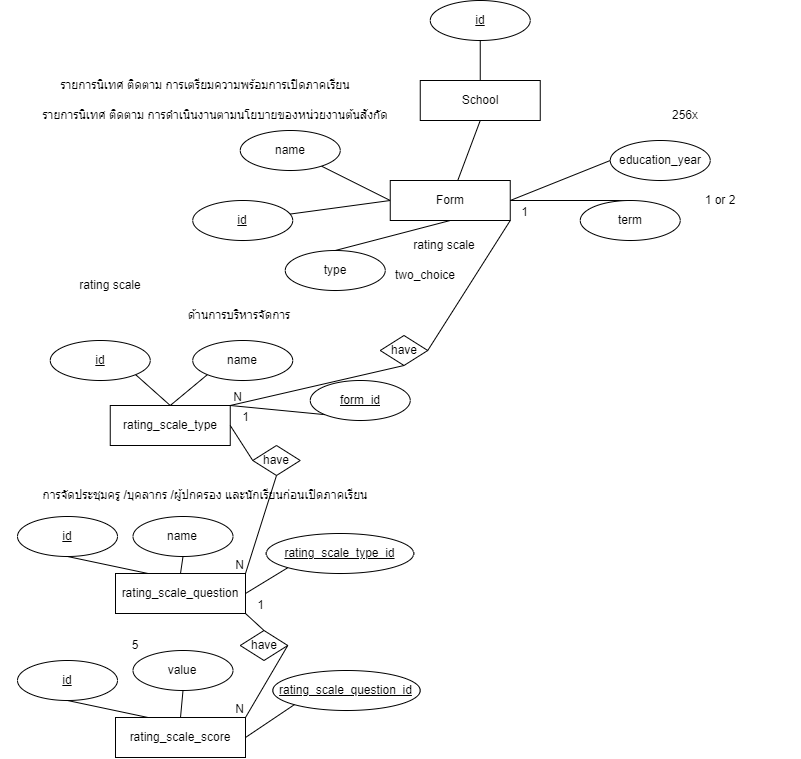 id
รายการนิเทศ ติดตาม การเตรียมความพร้อมการเปิดภาคเรียน
School
รายการนิเทศ ติดตาม การดำเนินงานตามนโยบายของหน่วยงานต้นสังกัด
256x
name
education_year
Form
1 or 2
id
1
term
rating scale
type
two_choice
rating scale
ด้านการบริหารจัดการ
have
id
name
N
form_id
1
rating_scale_type
have
การจัดประชุมครู /บุคลากร /ผู้ปกครอง และนักเรียนก่อนเปิดภาคเรียน
id
name
rating_scale_type_id
N
rating_scale_question
1
5
have
id
value
rating_scale_question_id
N
rating_scale_score